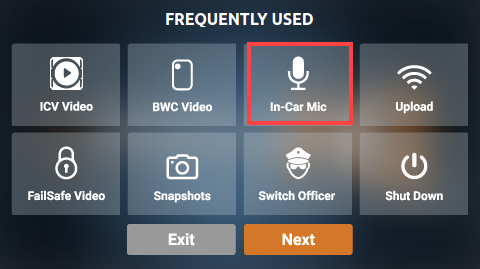 FREQUENTLY USED
ICV Video
BWC Video
In-Car Mic
Upload
FailSafe Video
Snapshots
Switch Officer
Shut Down
Exit
Next